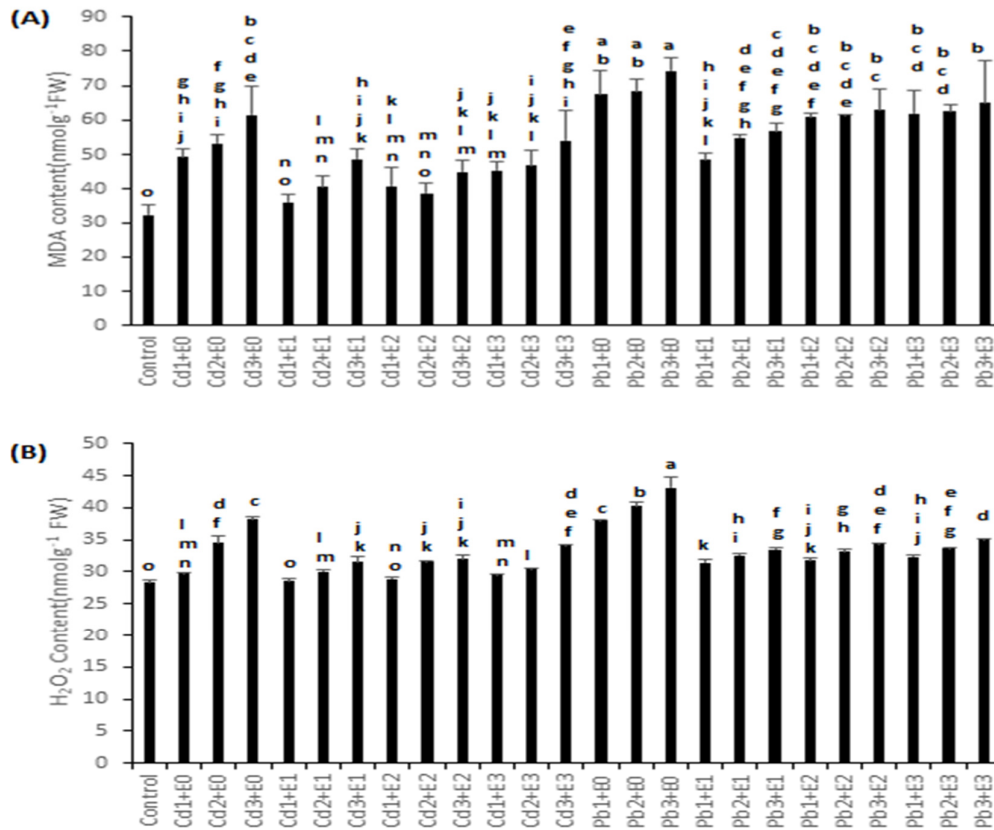 (A)
MDA content(nmolg⁻¹FW)
90
80
70
60
50
40
30
20
10
0
o
g h i j
f g h i
b c d e
n o
l m n
h i j k
k l m n
m n o
j k l m
j k l m
i j k l
e f g h i
a b
a b
a
h i j k l
d e f g h
c d e f g
b c d e f
b c d e
b c
b c d
b c d
b
Control
Cd1+E0
Cd2+E0
Cd3+E0
Cd1+E1
Cd2+E1
Cd3+E1
Cd1+E2
Cd2+E2
Cd3+E2
Cd1+E3
Cd2+E3
Cd3+E3
Pb1+E0
Pb2+E0
Pb3+E0
Pb1+E1
Pb2+E1
Pb3+E1
Pb1+E2
Pb2+E2
Pb3+E2
Pb1+E3
Pb2+E3
Pb3+E3
(B)
H₂O₂ Content(nmolg⁻¹ FW)
50
45
40
35
30
25
20
15
10
5
0
o
l m n
d f
c
o
l m
j k
n o
j k
i j k
m n
l
d e f
c
b
a
k
h i
f g
i j k
g h
d e f
h i j
e f g
d
Control
Cd1+E0
Cd2+E0
Cd3+E0
Cd1+E1
Cd2+E1
Cd3+E1
Cd1+E2
Cd2+E2
Cd3+E2
Cd1+E3
Cd2+E3
Cd3+E3
Pb1+E0
Pb2+E0
Pb3+E0
Pb1+E1
Pb2+E1
Pb3+E1
Pb1+E2
Pb2+E2
Pb3+E2
Pb1+E3
Pb2+E3
Pb3+E3